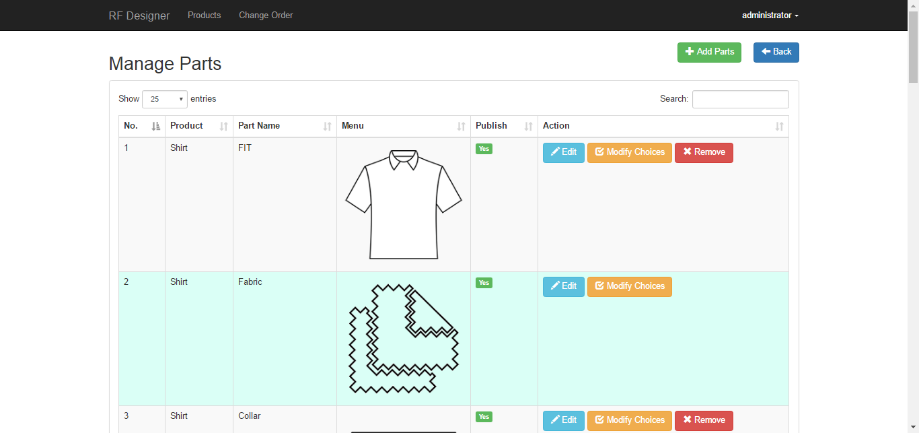 RF Designer Products Change Order administrator
Manage Parts Add Parts Back
Show 25 entries Search:
No. Product Part Name Menu Publish Action
1 Shirt FIT Yes Edit Modify Choices Remove
2 Shirt Fabric Yes Edit Modify Choices
3 Shirt Collar Yes Edit Modify Choices Remove